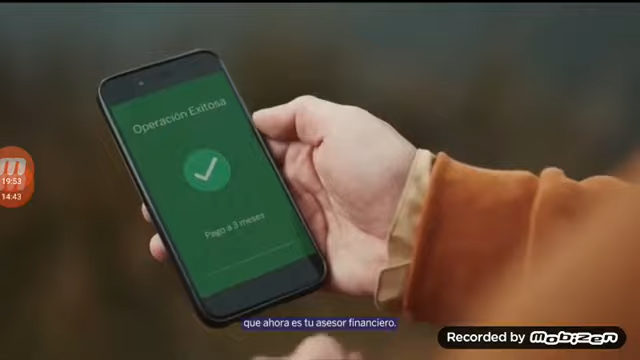 Operación Exitosa
Pago a 3 meses
19:53
14:43
que ahora es tu asesor financiero.
Recorded by mobizen